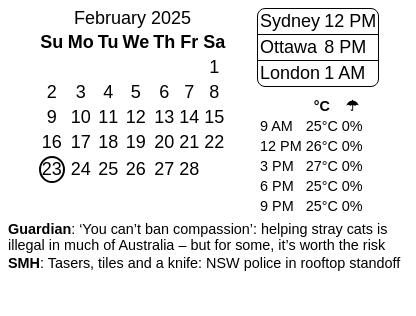 February 2025
Su Mo Tu We Th Fr Sa
1
2 3 4 5 6 7 8
9 10 11 12 13 14 15
16 17 18 19 20 21 22
23 24 25 26 27 28
Sydney 12 PM
Ottawa 8 PM
London 1 AM
°C ☂
9 AM 25°C 0%
12 PM 26°C 0%
3 PM 27°C 0%
6 PM 25°C 0%
9 PM 25°C 0%
Guardian: ‘You can’t ban compassion’: helping stray cats is
illegal in much of Australia – but for some, it’s worth the risk
SMH: Tasers, tiles and a knife: NSW police in rooftop standoff